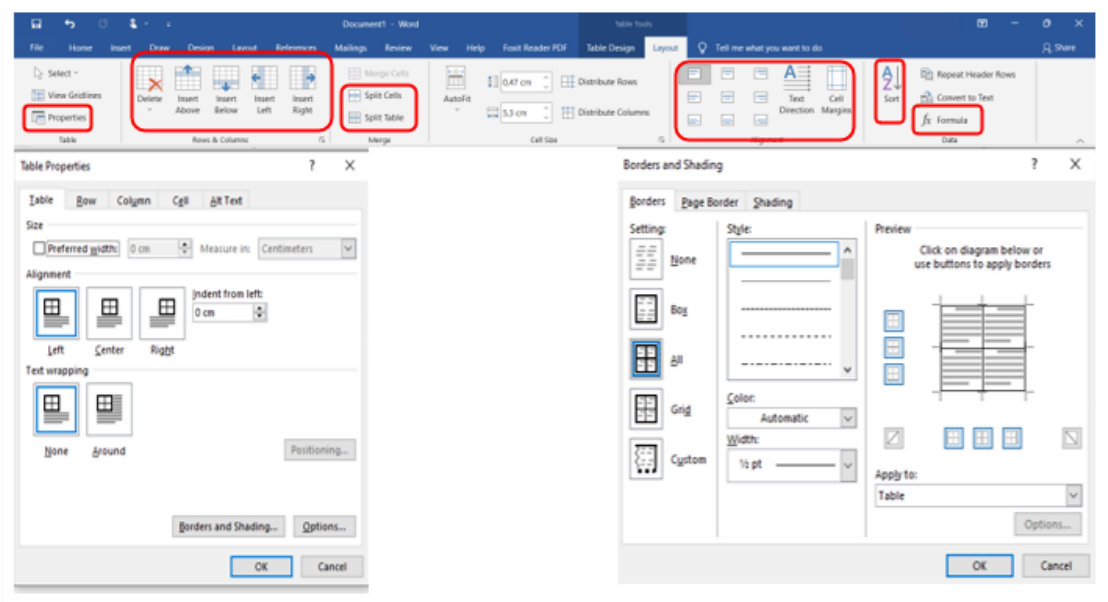 Document1 - Word
Table Tools
File Home Insert Draw Design Layout References Mailings Review View Help Foxit Reader PDF Table Design Layout Tell me what you want to do Share
Select
View Gridlines
Properties
Table
Delete
Insert Above
Insert Below
Insert Left
Insert Right
Rows & Columns
Merge Cells
Split Cells
Split Table
Merge
AutoFit
0,47 cm
Distribute Rows
5,3 cm
Distribute Columns
Cell Size
Text Direction
Cell Margins
Alignment
A
Z
Sort
Repeat Header Rows
Convert to Text
fx Formula
Data
Table Properties ? X
Table Row Column Cell Alt Text
Size
Preferred width: 0 cm Measure in: Centimeters
Alignment
Indent from left:
0 cm
Left Center Right
Text wrapping
None Around
Positioning...
Borders and Shading... Options...
OK Cancel
Borders and Shading ? X
Borders Page Border Shading
Setting:
None
Box
All
Grid
Custom
Style:
Color:
Automatic
Width:
½ pt
Preview
Click on diagram below or
use buttons to apply borders
Apply to:
Table
Options...
OK Cancel